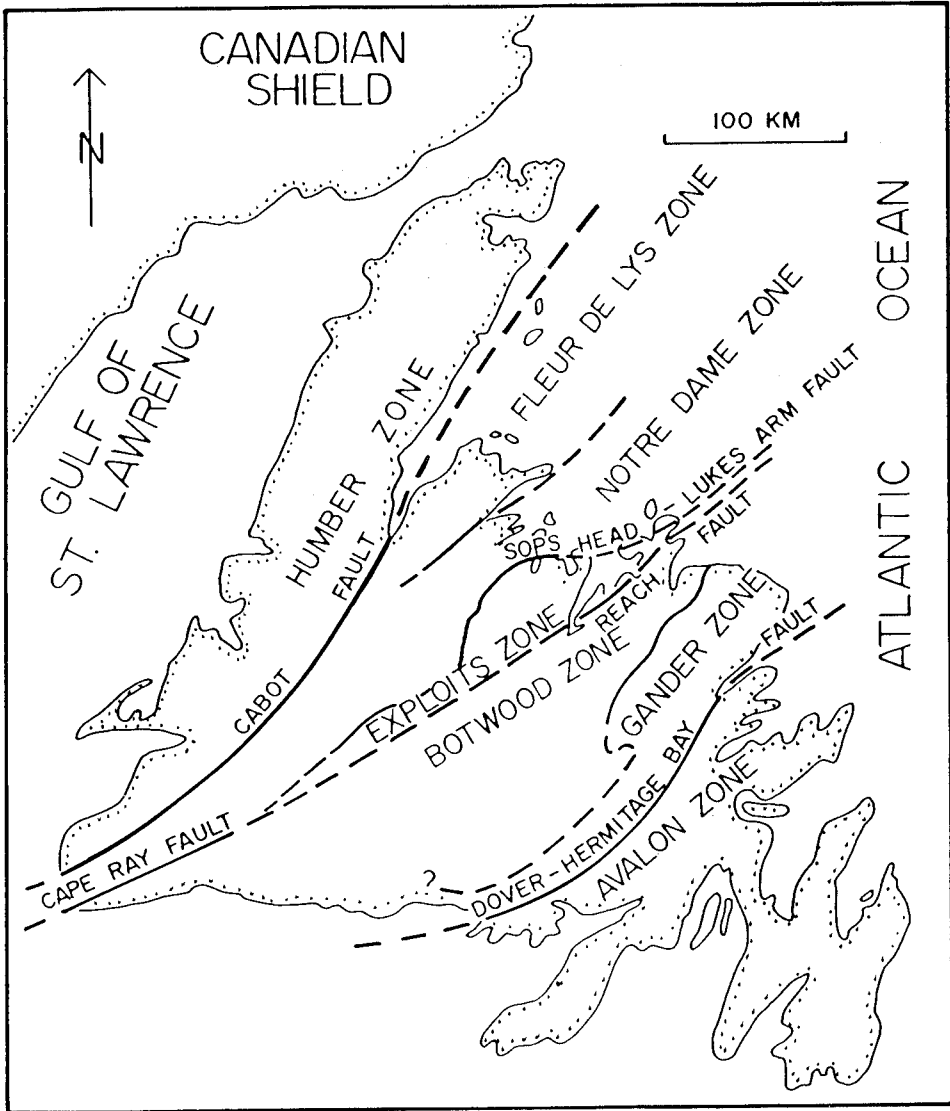 CANADIAN
SHIELD
N
100 KM
GULF OF
ST. LAWRENCE
HUMBER ZONE
FLEUR DE LYS ZONE
NOTRE DAME ZONE
ATLANTIC OCEAN
CABOT FAULT
SOPS HEAD - LUKES ARM FAULT
REACH FAULT
EXPLOITS ZONE
BOTWOOD ZONE
GANDER ZONE
CAPE RAY FAULT
?
DOVER-HERMITAGE BAY FAULT
AVALON ZONE